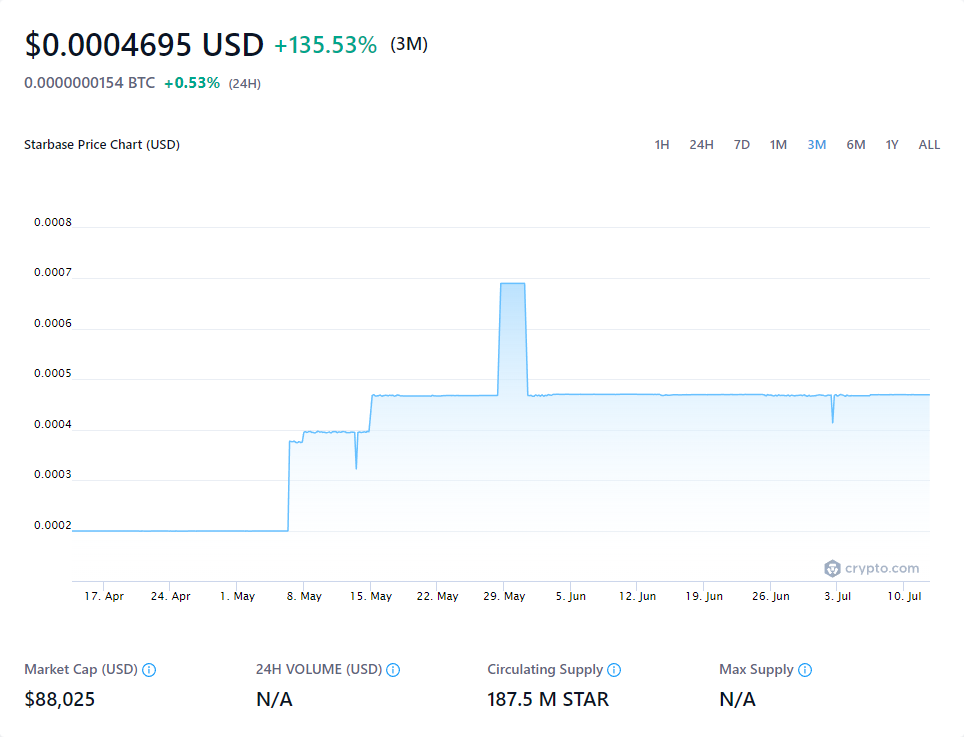 $0.0004695 USD +135.53% (3M)
0.0000000154 BTC +0.53% (24H)
Starbase Price Chart (USD) 1H 24H 7D 1M 3M 6M 1Y ALL
0.0008
0.0007
0.0006
0.0005
0.0004
0.0003
0.0002
crypto.com
17. Apr 24. Apr 1. May 8. May 15. May 22. May 29. May 5. Jun 12. Jun 19. Jun 26. Jun 3. Jul 10. Jul
Market Cap (USD) 24H VOLUME (USD) Circulating Supply Max Supply
$88,025 N/A 187.5 M STAR N/A